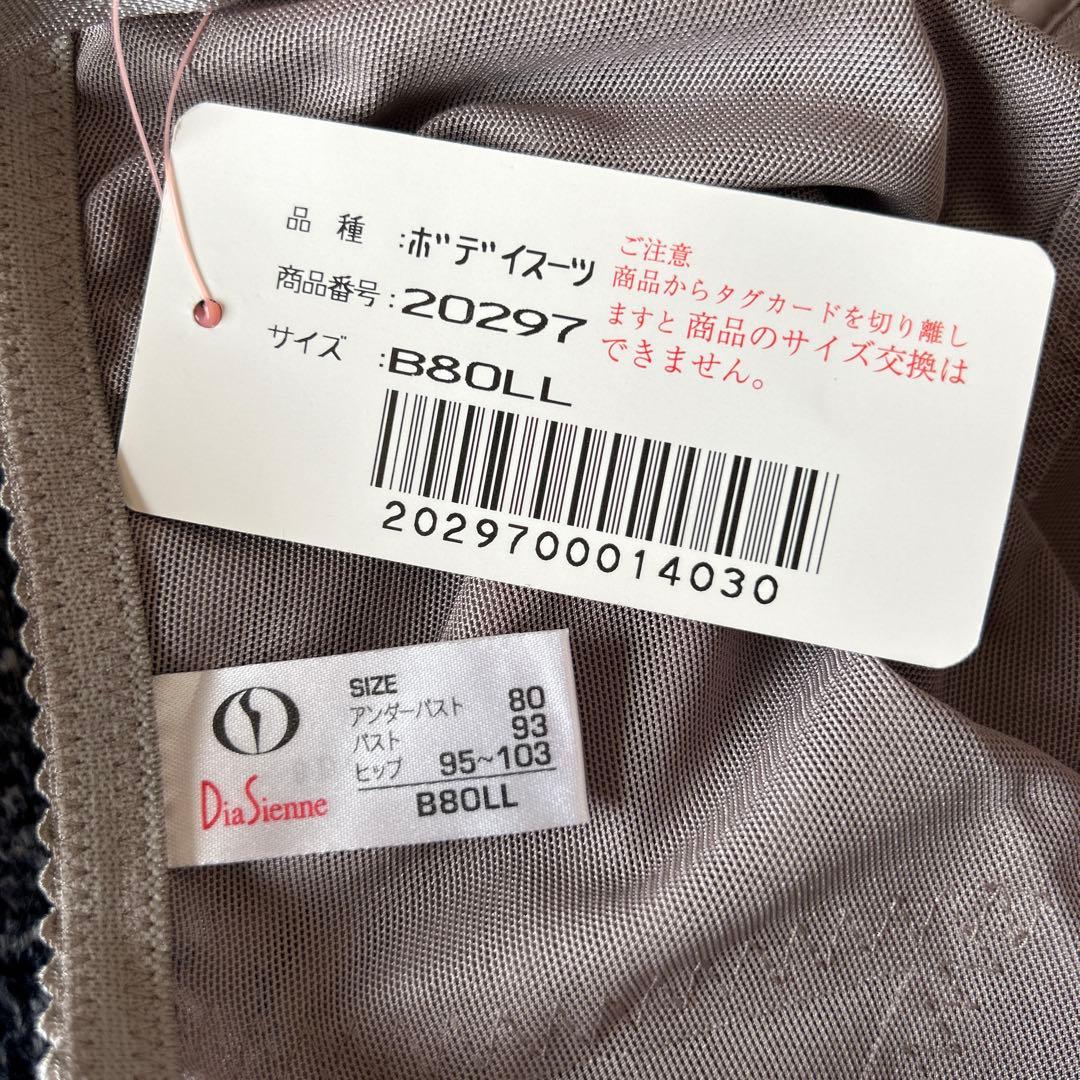 品種 :ボディスーツ
商品番号 :20297
サイズ :B80LL
ご注意
商品からタグカードを切り離し
ますと商品のサイズ交換は
できません。
2029700014030
SIZE
アンダーバスト 80
バスト 93
ヒップ 95~103
B80LL
DiaSienne